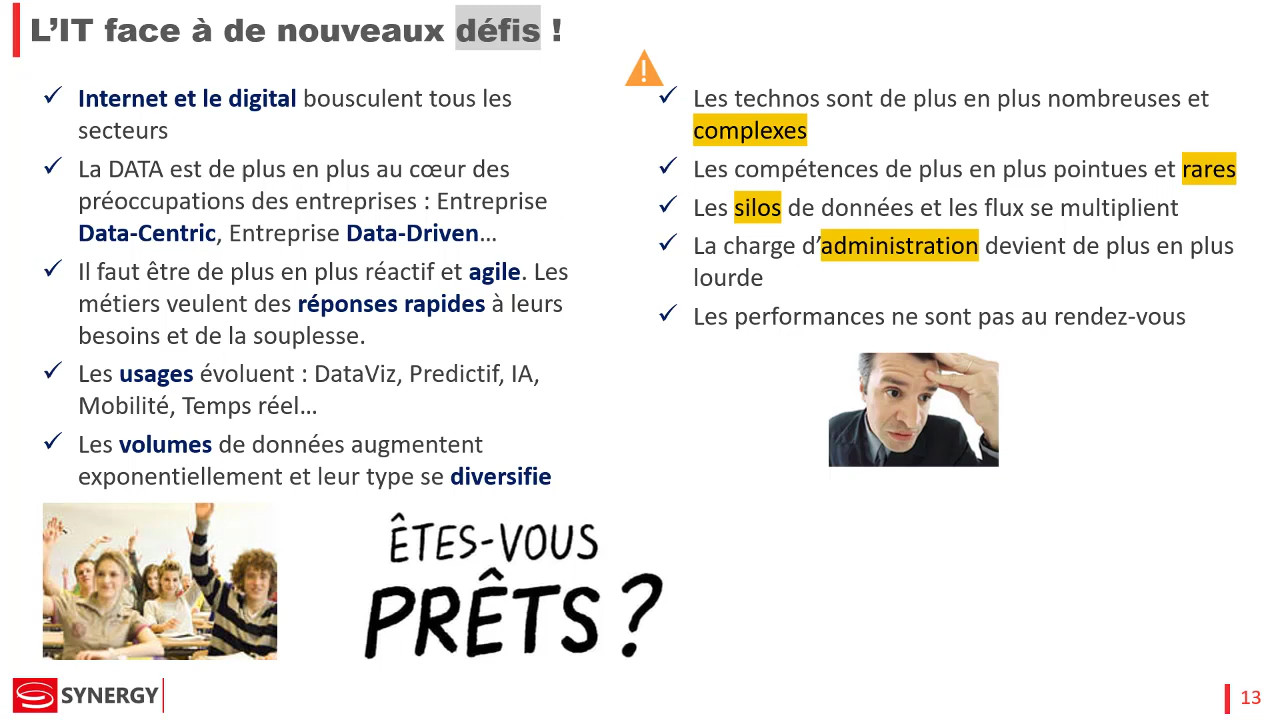 L’IT face à de nouveaux défis !
Internet et le digital bousculent tous les
secteurs
La DATA est de plus en plus au cœur des
préoccupations des entreprises : Entreprise
Data-Centric, Entreprise Data-Driven…
Il faut être de plus en plus réactif et agile. Les
métiers veulent des réponses rapides à leurs
besoins et de la souplesse.
Les usages évoluent : DataViz, Predictif, IA,
Mobilité, Temps réel…
Les volumes de données augmentent
exponentiellement et leur type se diversifie
ÊTES-VOUS
PRÊTS ?
!
Les technos sont de plus en plus nombreuses et
complexes
Les compétences de plus en plus pointues et rares
Les silos de données et les flux se multiplient
La charge d’administration devient de plus en plus
lourde
Les performances ne sont pas au rendez-vous
SYNERGY
13